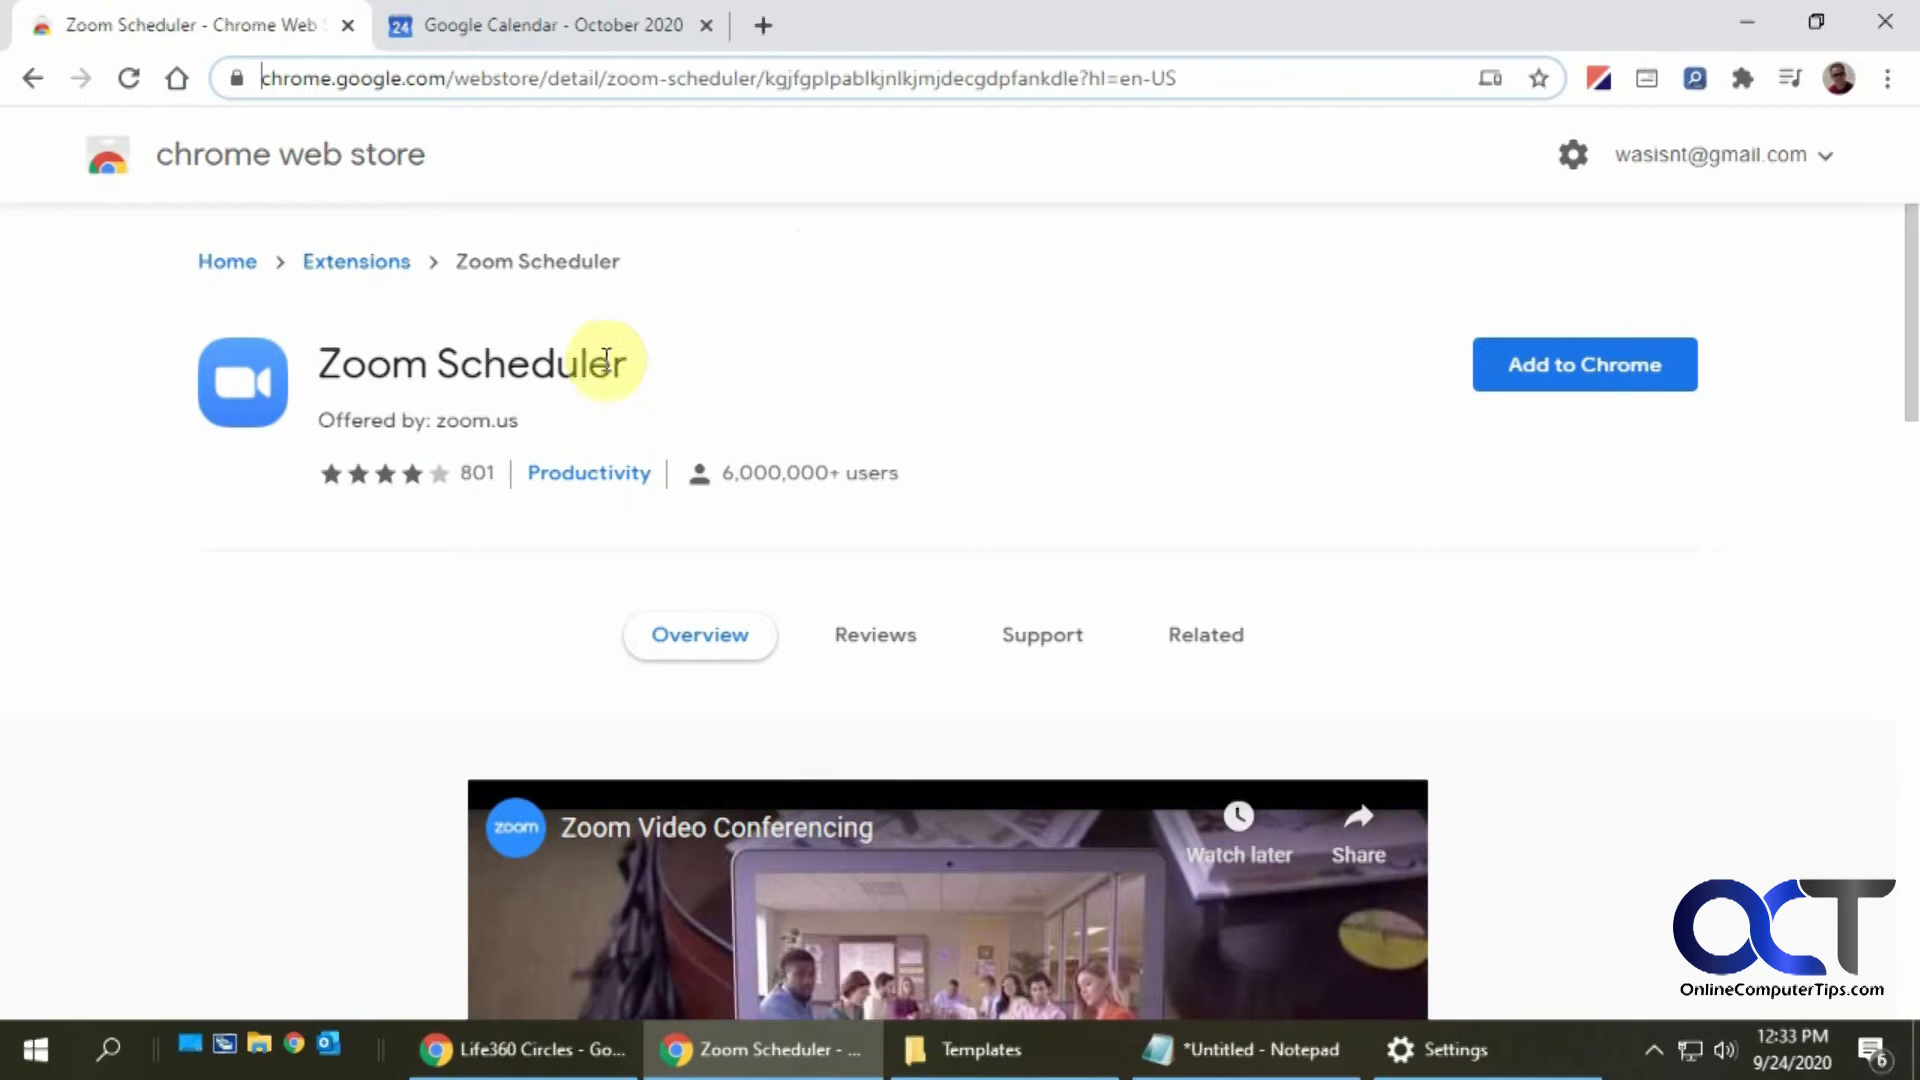 Zoom Scheduler - Chrome Web S
24
Google Calendar - October 2020
chrome.google.com/webstore/detail/zoom-scheduler/kgjfgplpablkjnlkjmjdecgdpfankdle?hl=en-US
chrome web store
wasisnt@gmail.com
Home > Extensions > Zoom Scheduler
Zoom Scheduler
Add to Chrome
Offered by: zoom.us
801 Productivity 6,000,000+ users
Overview Reviews Support Related
zoom Zoom Video Conferencing
Watch later Share
OCT
OnlineComputerTips.com
Life360 Circles - Go...
Zoom Scheduler - ...
Templates
*Untitled - Notepad
Settings
12:33 PM
9/24/2020
6